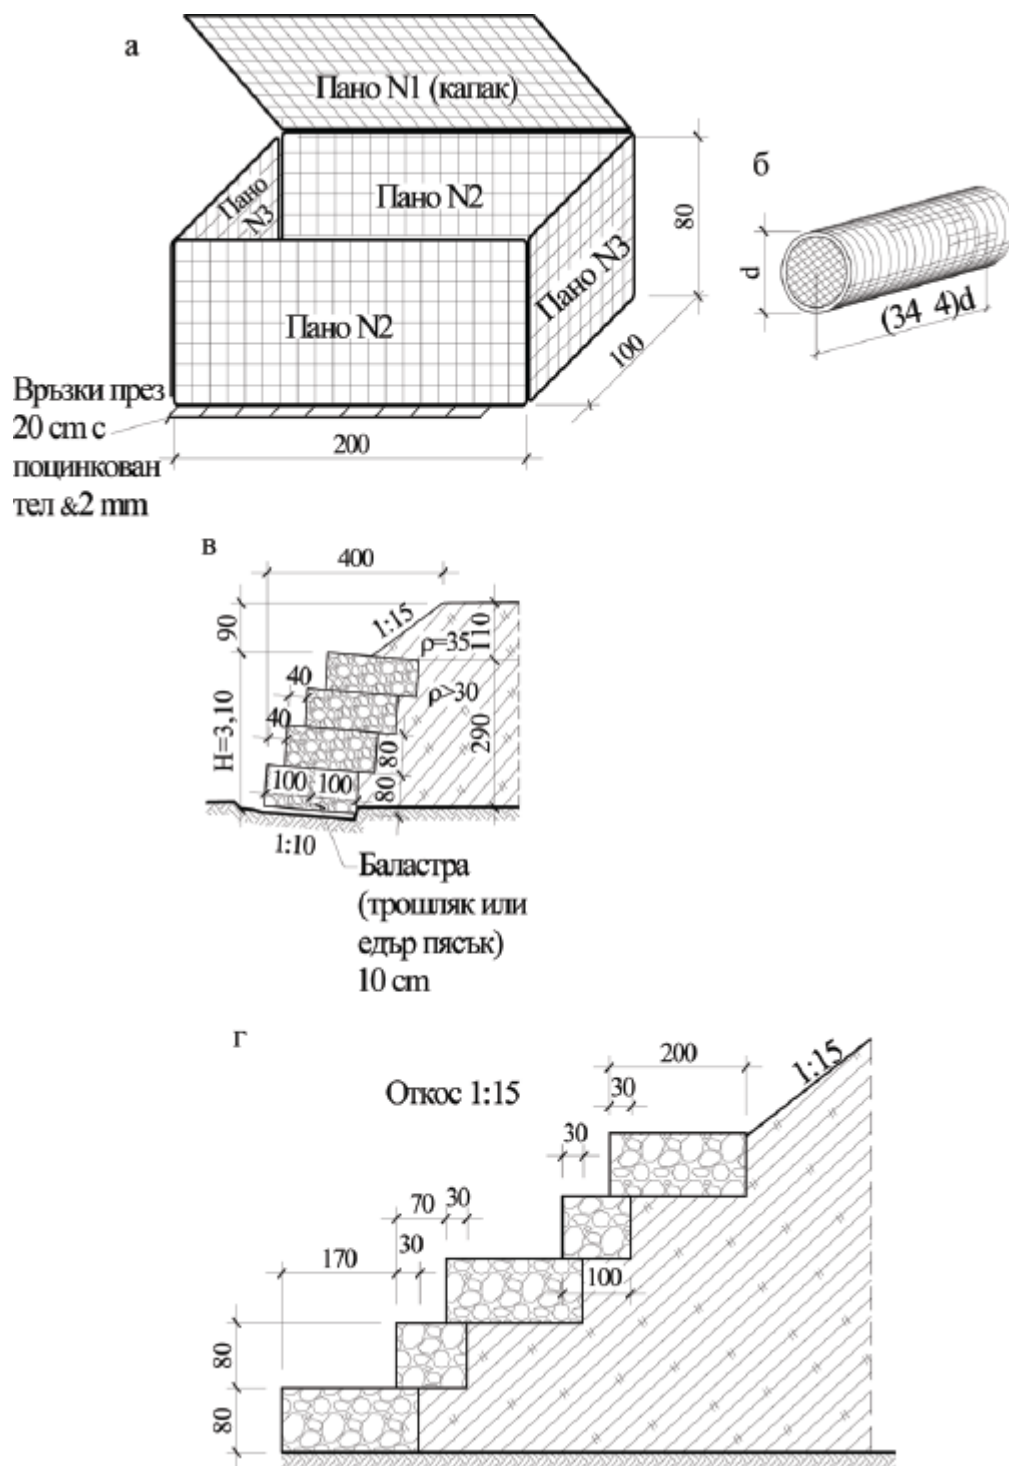 а
Пано N1 (капак)
Пано N3
Пано N2
Пано N3
Пано N2
80
100
200
Връзки през
20 cm с
поцинкован
тел &2 mm
б
d
(34 4)d
в
400
90
1:15
ρ=35
110
40
ρ>30
40
H=3,10
290
80
100
100
80
1:10
Баластра
(трошляк или
едър пясък)
10 cm
г
Откос 1:15
200
1:15
30
30
70
30
170
30
100
80
80